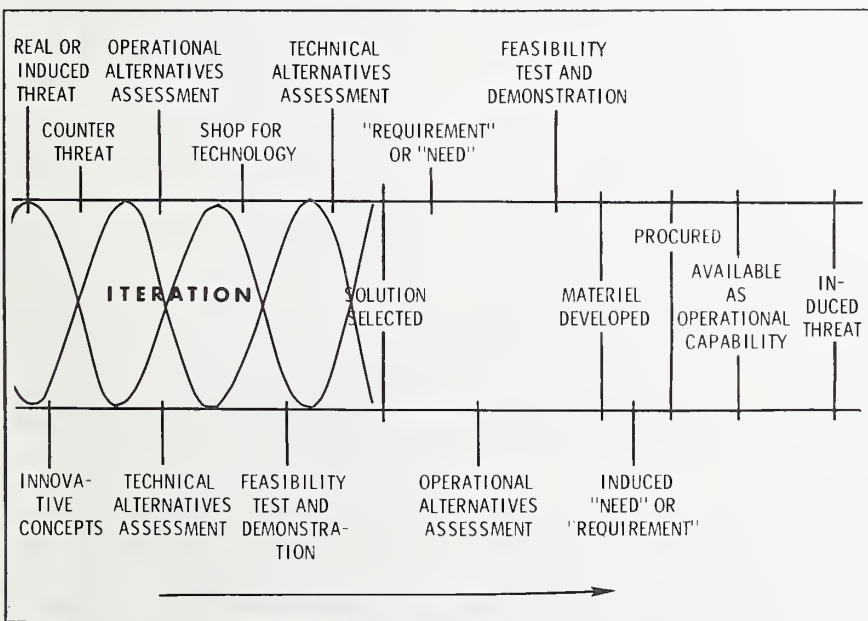 REAL OR
INDUCED
THREAT
OPERATIONAL
ALTERNATIVES
ASSESSMENT
TECHNICAL
ALTERNATIVES
ASSESSMENT
FEASIBILITY
TEST AND
DEMONSTRATION
COUNTER
THREAT
SHOP FOR
TECHNOLOGY
"REQUIREMENT"
OR "NEED"
ITERATION
SOLUTION
SELECTED
MATERIEL
DEVELOPED
PROCURED
AVAILABLE
AS
OPERATIONAL
CAPABILITY
IN-
DUCED
THREAT
INNOVA-
TIVE
CONCEPTS
TECHNICAL
ALTERNATIVES
ASSESSMENT
FEASIBILITY
TEST AND
DEMONSTRA-
TION
OPERATIONAL
ALTERNATIVES
ASSESSMENT
INDUCED
"NEED" OR
"REQUIREMENT"